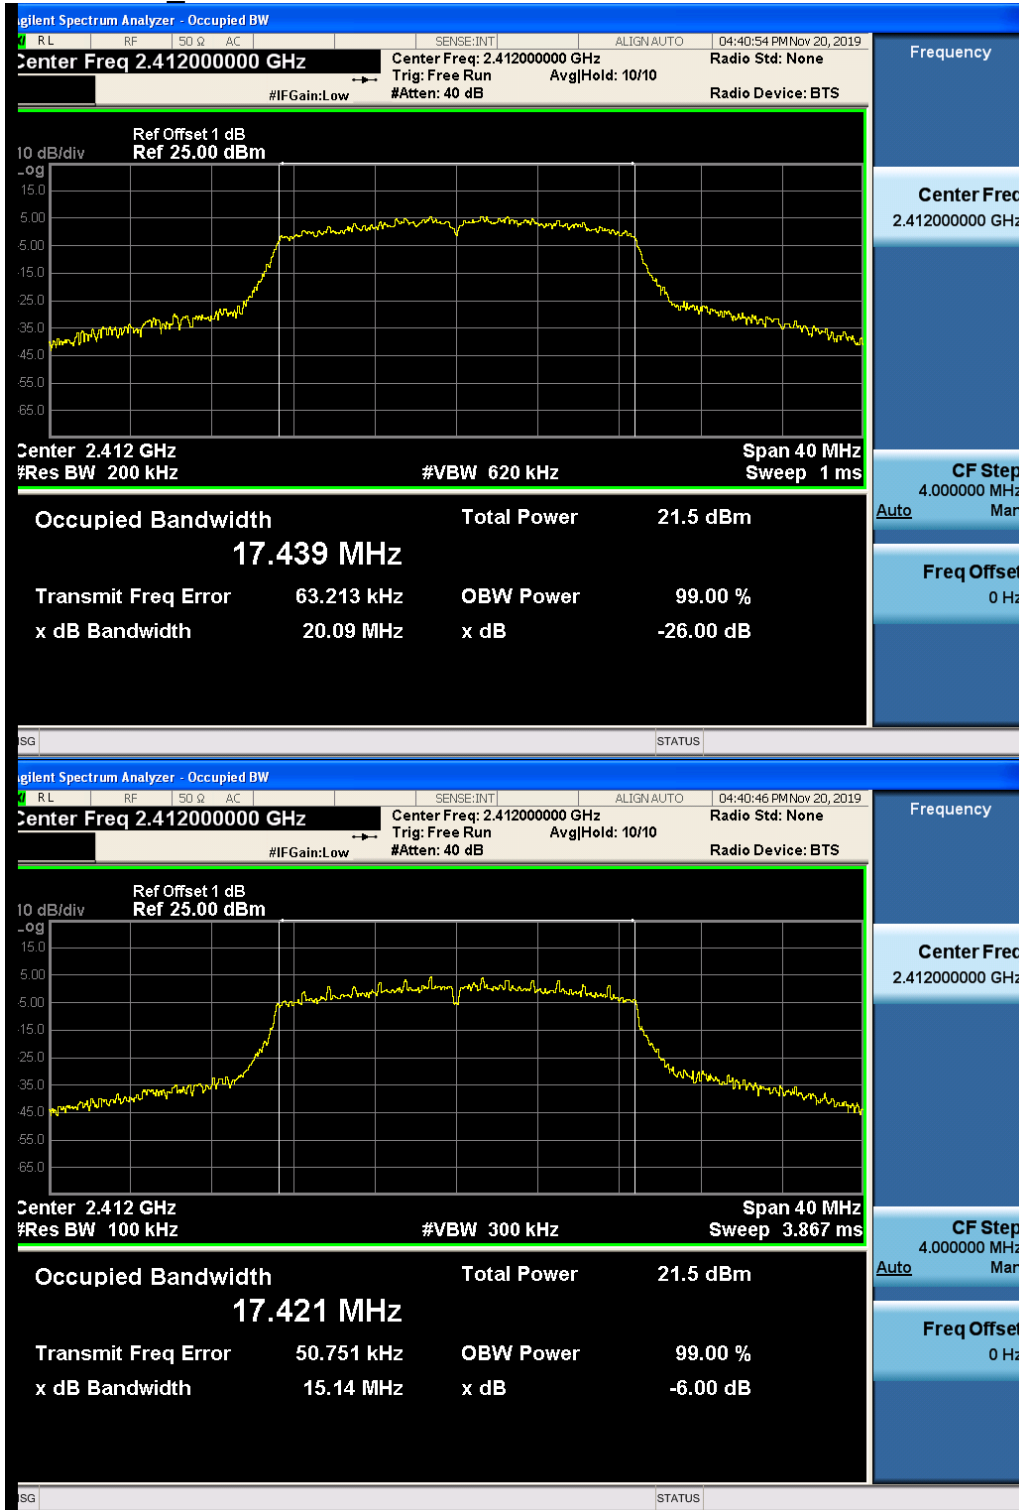 gilent Spectrum Analyzer - Occupied BW
RL RF 50 Ω AC SENSE:INT ALIGN AUTO 04:40:54 PM Nov 20, 2019
Center Freq 2.412000000 GHz
Center Freq: 2.412000000 GHz Radio Std: None
Trig: Free Run Avg|Hold: 10/10
#IFGain:Low #Atten: 40 dB Radio Device: BTS
Frequency
Ref Offset 1 dB
10 dB/div Ref 25.00 dBm
Log
15.0
5.00
-5.00
-15.0
-25.0
-35.0
-45.0
-55.0
-65.0
Center 2.412 GHz Span 40 MHz
#Res BW 200 kHz #VBW 620 kHz Sweep 1 ms
Center Freq
2.412000000 GHz
CF Step
4.000000 MHz
Auto Man
Freq Offset
0 Hz
Occupied Bandwidth Total Power 21.5 dBm
17.439 MHz
Transmit Freq Error 63.213 kHz OBW Power 99.00 %
x dB Bandwidth 20.09 MHz x dB -26.00 dB
SG STATUS
gilent Spectrum Analyzer - Occupied BW
RL RF 50 Ω AC SENSE:INT ALIGN AUTO 04:40:46 PM Nov 20, 2019
Center Freq 2.412000000 GHz
Center Freq: 2.412000000 GHz Radio Std: None
Trig: Free Run Avg|Hold: 10/10
#IFGain:Low #Atten: 40 dB Radio Device: BTS
Frequency
Ref Offset 1 dB
10 dB/div Ref 25.00 dBm
Log
15.0
5.00
-5.00
-15.0
-25.0
-35.0
-45.0
-55.0
-65.0
Center 2.412 GHz Span 40 MHz
#Res BW 100 kHz #VBW 300 kHz Sweep 3.867 ms
Center Freq
2.412000000 GHz
CF Step
4.000000 MHz
Auto Man
Freq Offset
0 Hz
Occupied Bandwidth Total Power 21.5 dBm
17.421 MHz
Transmit Freq Error 50.751 kHz OBW Power 99.00 %
x dB Bandwidth 15.14 MHz x dB -6.00 dB
SG STATUS